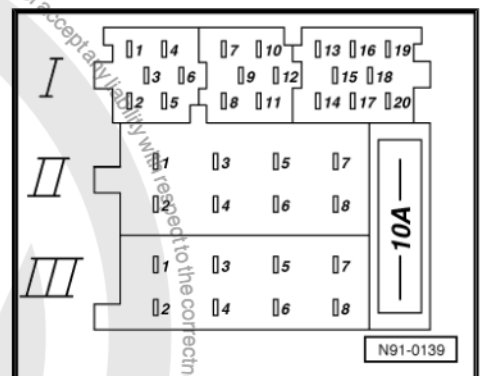 accept any liability with respect to the correctn
I
1 4 7 10 13 16 19
3 6 9 12 15 18
2 5 8 11 14 17 20
II
1 3 5 7
2 4 6 8
10A
III
1 3 5 7
2 4 6 8
N91-0139